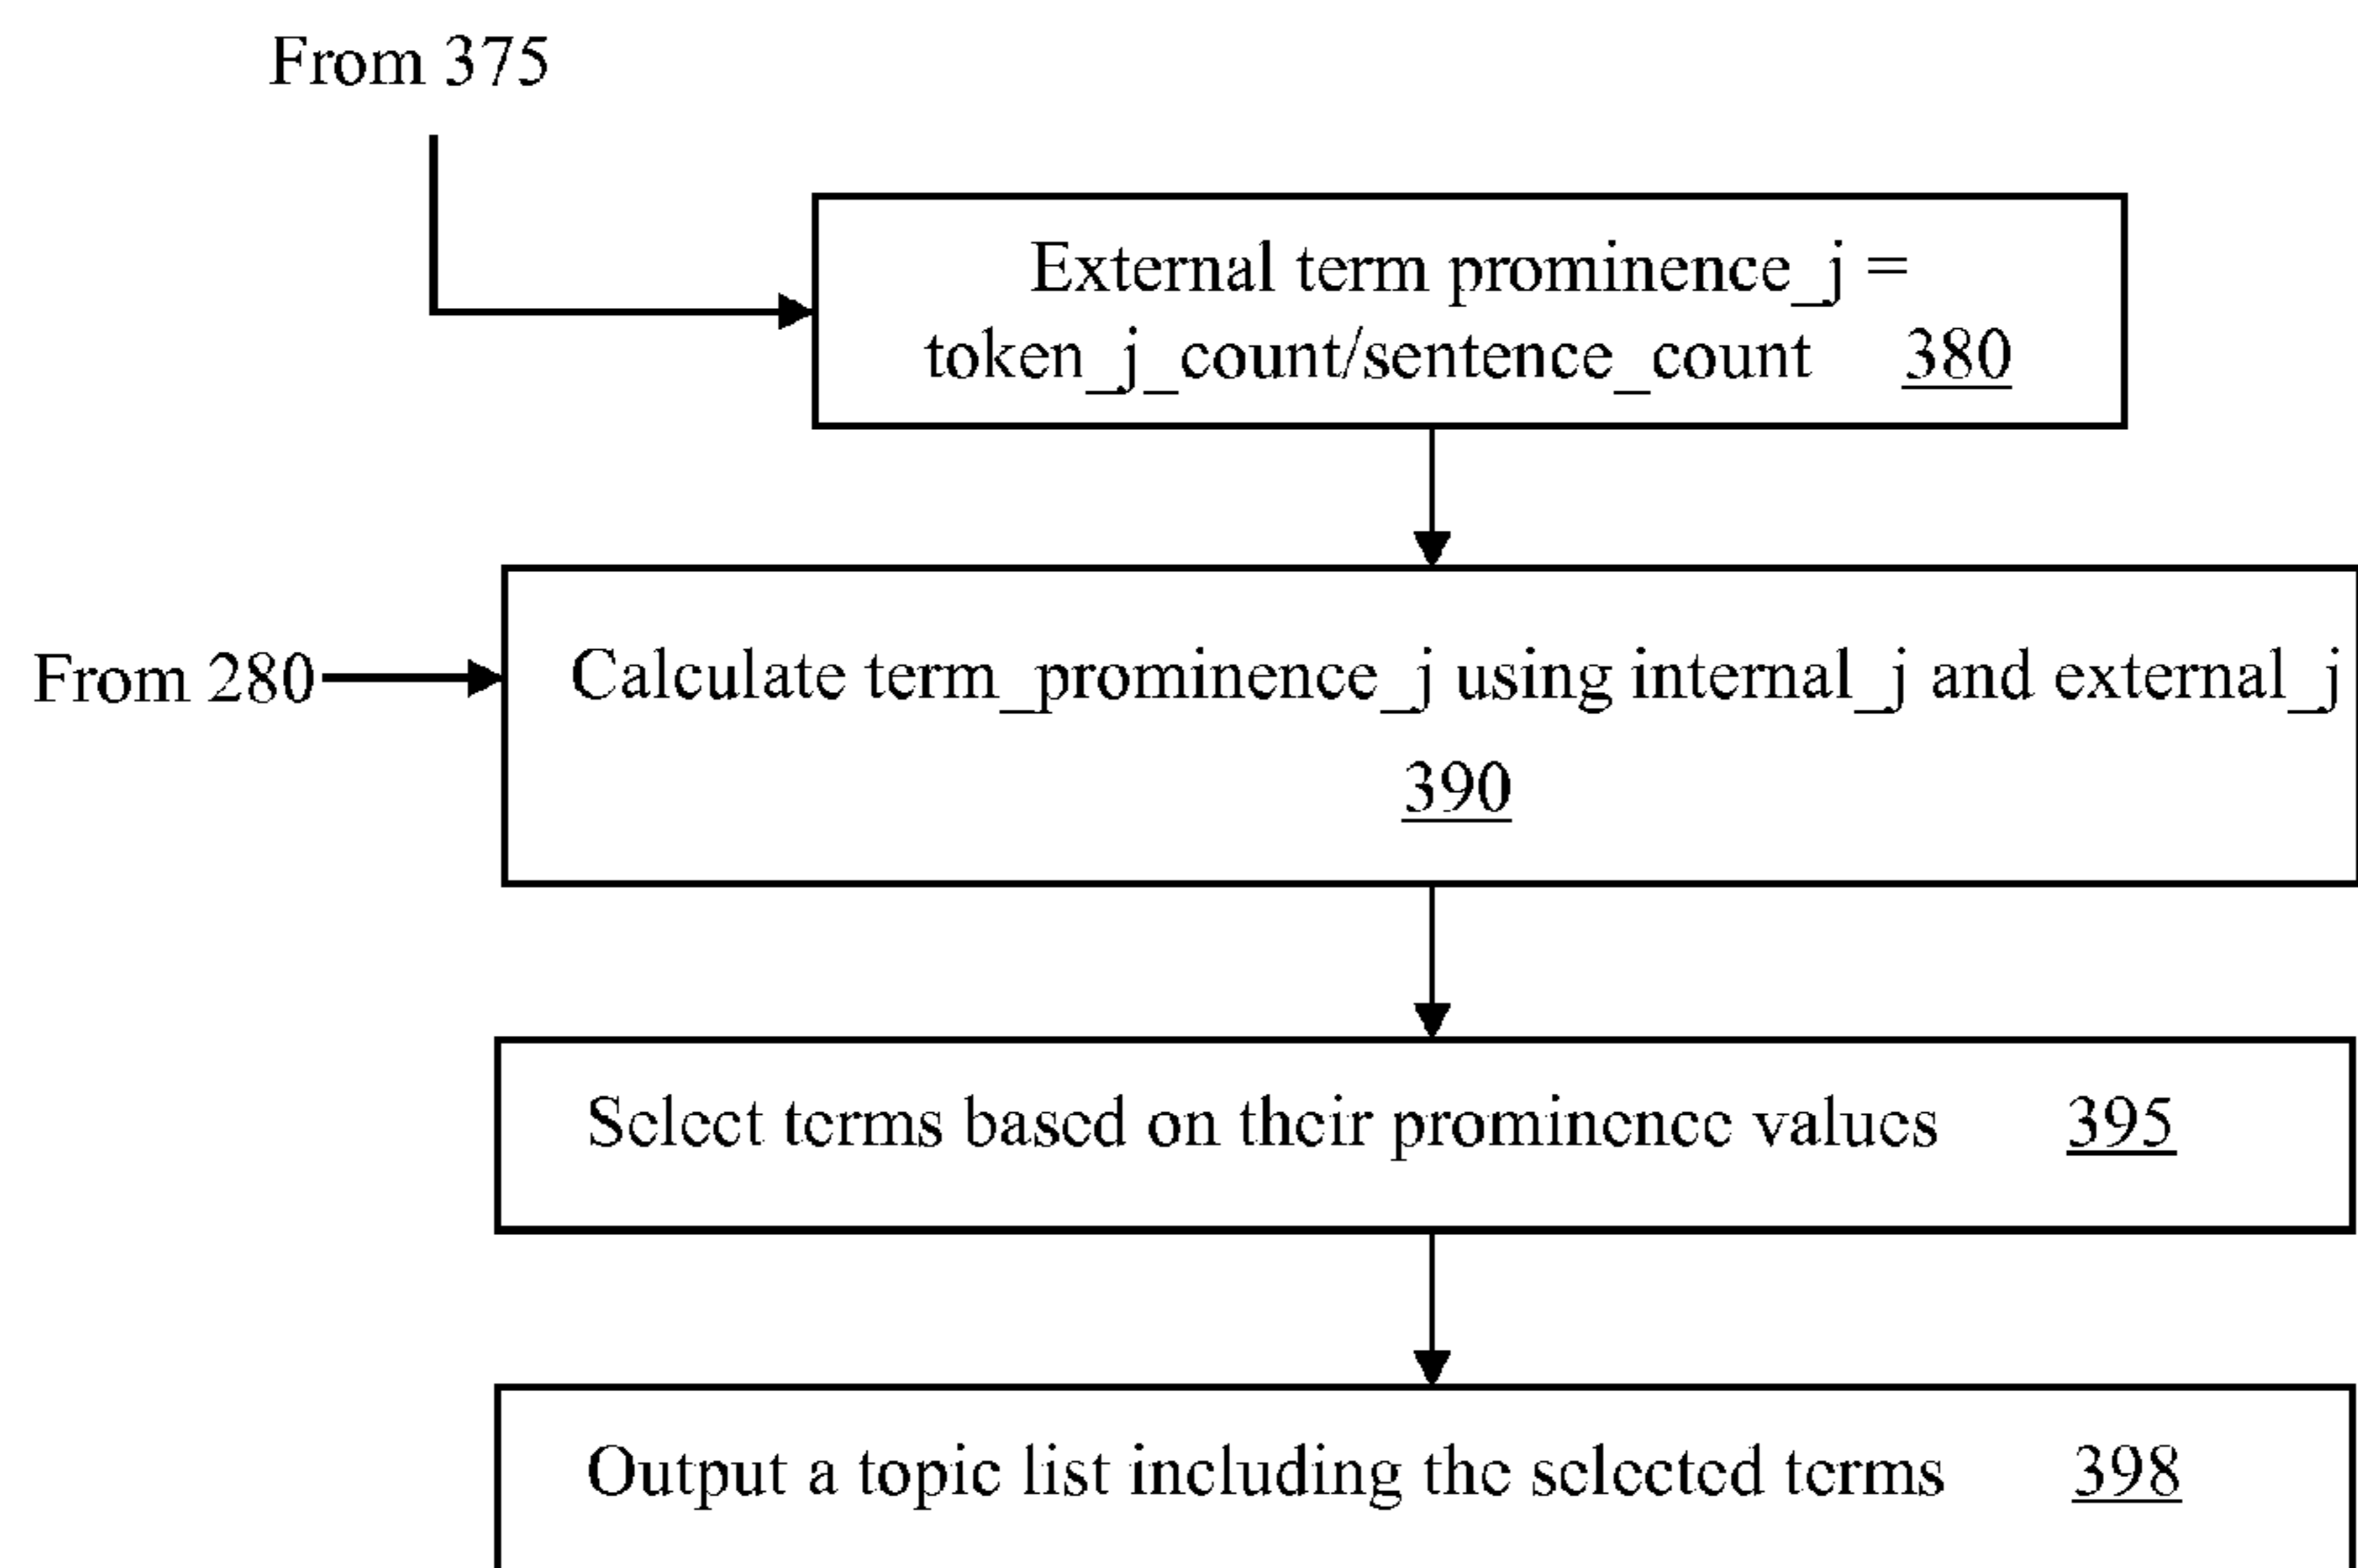 From 375
External term prominence_j =
token_j_count/sentence_count 380
From 280
Calculate term_prominence_j using internal_j and external_j
390
Select terms based on their prominence values 395
Output a topic list including the selected terms 398